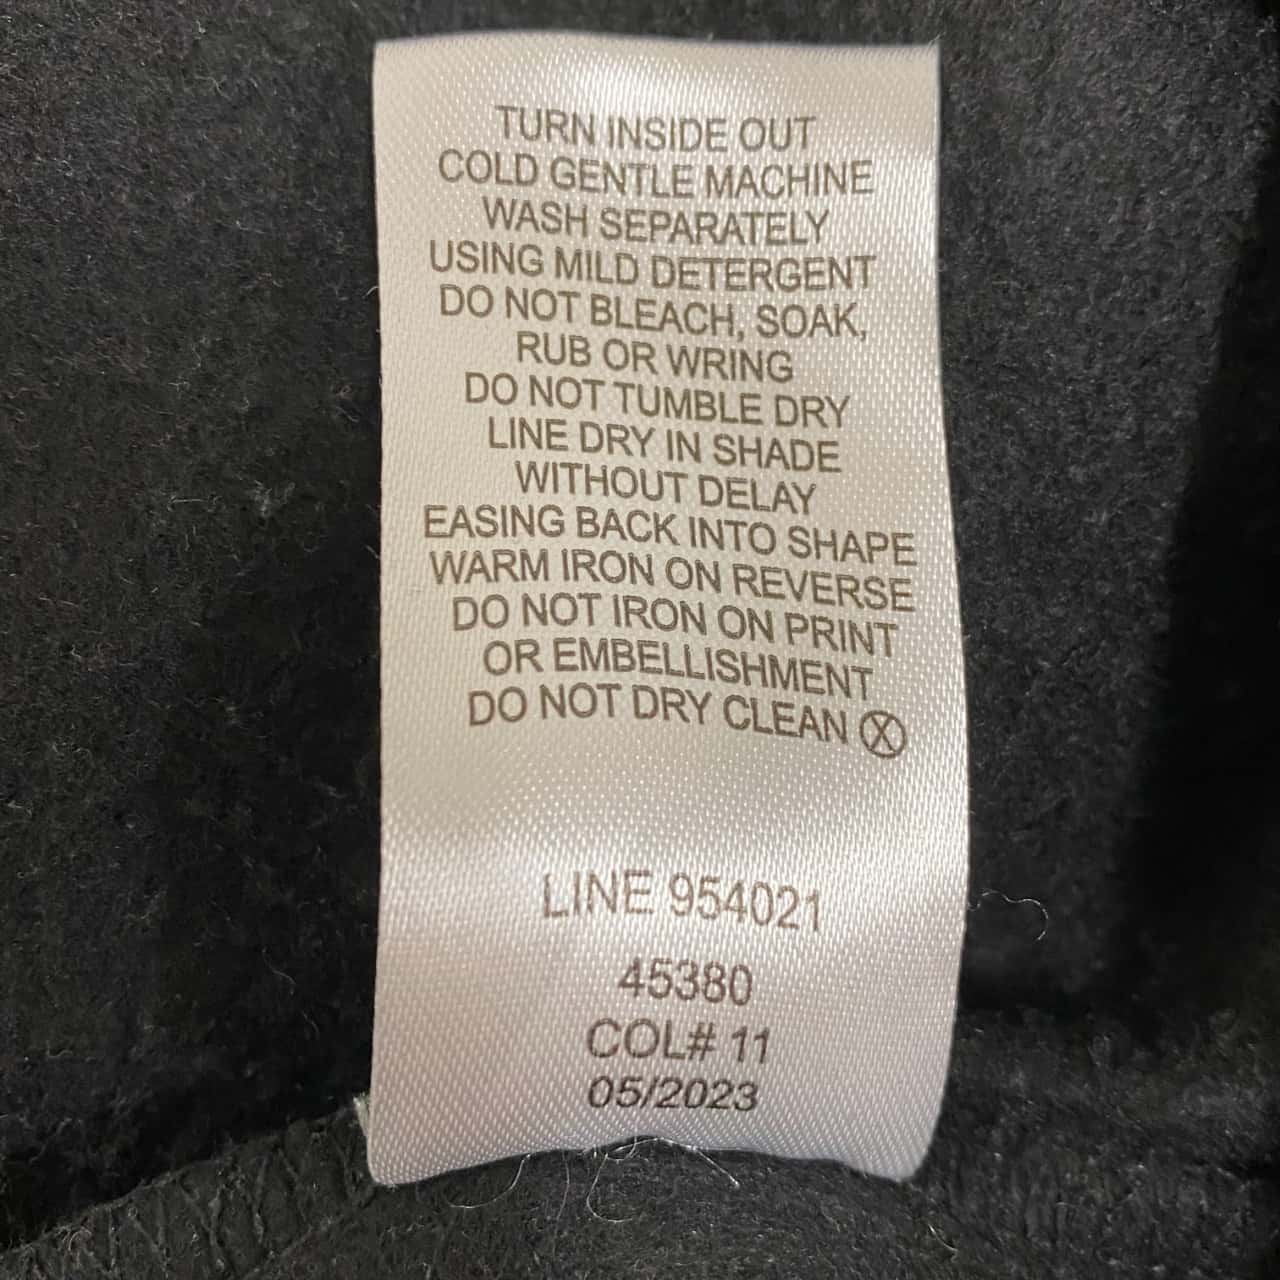 TURN INSIDE OUT
COLD GENTLE MACHINE
WASH SEPARATELY
USING MILD DETERGENT
DO NOT BLEACH, SOAK,
RUB OR WRING
DO NOT TUMBLE DRY
LINE DRY IN SHADE
WITHOUT DELAY
EASING BACK INTO SHAPE
WARM IRON ON REVERSE
DO NOT IRON ON PRINT
OR EMBELLISHMENT
DO NOT DRY CLEAN Ⓧ
LINE 954021
45380
COL# 11
05/2023